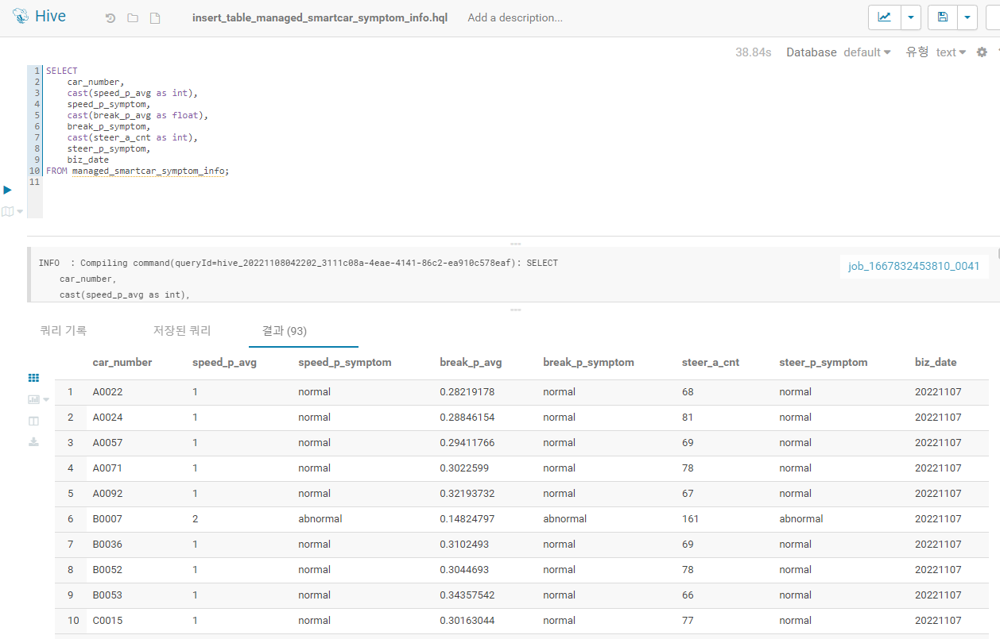 Hive insert_table_managed_smartcar_symptom_info.hql Add a description...
38.84s Database default 유형 text
1 SELECT
2 car_number,
3 cast(speed_p_avg as int),
4 speed_p_symptom,
5 cast(break_p_avg as float),
6 break_p_symptom,
7 cast(steer_a_cnt as int),
8 steer_p_symptom,
9 biz_date
10 FROM managed_smartcar_symptom_info;
11
INFO : Compiling command(queryId=hive_20221108042202_3111c08a-4eae-4141-86c2-ea910c578eaf): SELECT
car_number,
cast(speed_p_avg as int),
job_1667832453810_0041
쿼리 기록 저장된 쿼리 결과 (93)
car_number speed_p_avg speed_p_symptom break_p_avg break_p_symptom steer_a_cnt steer_p_symptom biz_date
1 A0022 1 normal 0.28219178 normal 68 normal 20221107
2 A0024 1 normal 0.28846154 normal 81 normal 20221107
3 A0057 1 normal 0.29411766 normal 69 normal 20221107
4 A0071 1 normal 0.3022599 normal 78 normal 20221107
5 A0092 1 normal 0.32193732 normal 67 normal 20221107
6 B0007 2 abnormal 0.14824797 abnormal 161 abnormal 20221107
7 B0036 1 normal 0.3102493 normal 69 normal 20221107
8 B0052 1 normal 0.3044693 normal 78 normal 20221107
9 B0053 1 normal 0.34357542 normal 66 normal 20221107
10 C0015 1 normal 0.30163044 normal 77 normal 20221107